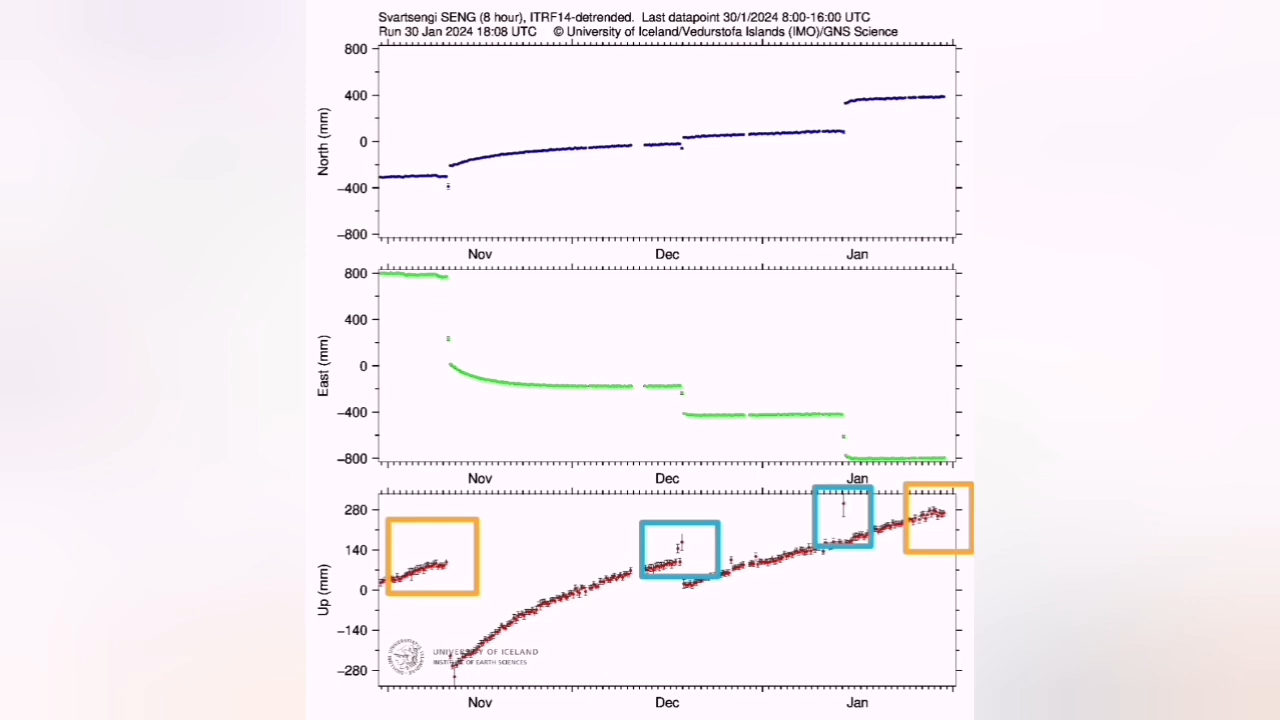 Svartsengi SENG (8 hour), ITRF14-detrended. Last datapoint 30/1/2024 8:00-16:00 UTC
Run 30 Jan 2024 18:08 UTC © University of Iceland/Vedurstofa Islands (IMO)/GNS Science
800
400
0
−400
−800
North (mm)
Nov Dec Jan
800
400
0
−400
−800
East (mm)
Nov Dec Jan
280
140
0
−140
−280
Up (mm)
UNIVERSITY OF ICELAND
INSTITUTE OF EARTH SCIENCES
Nov Dec Jan